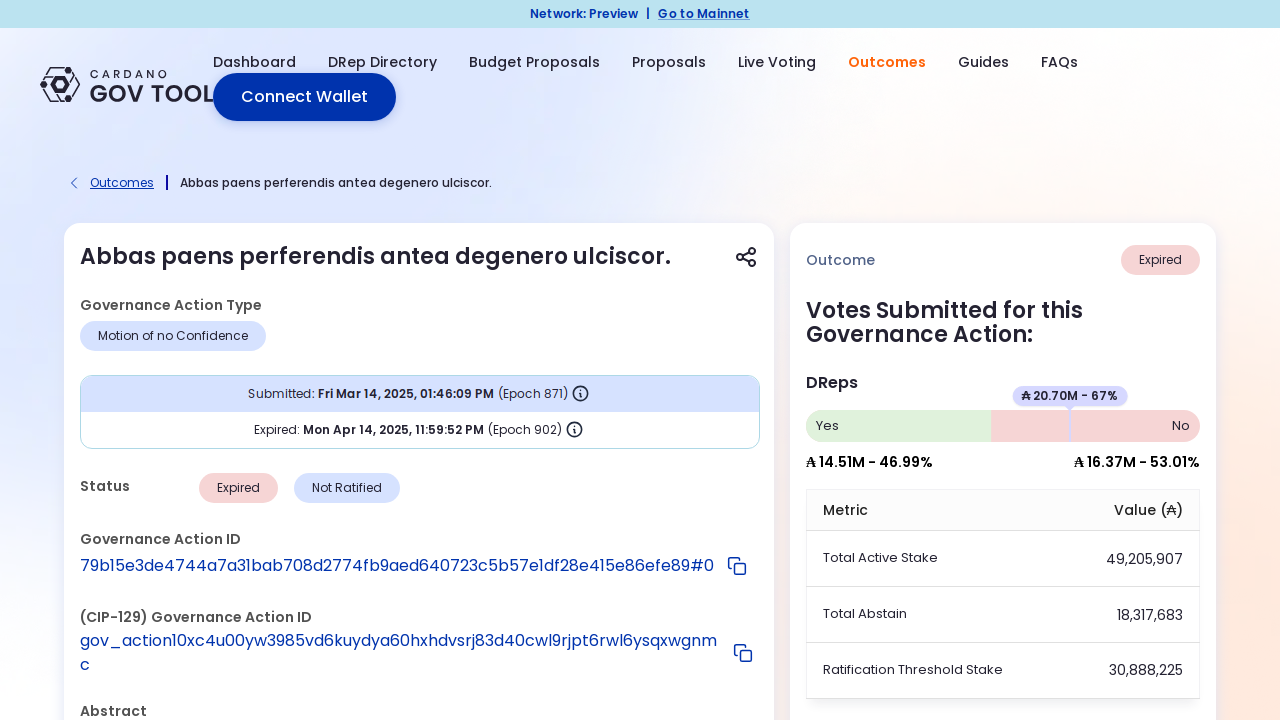 Network: Preview | Go to Mainnet
CARDANO
GOV TOOL
Dashboard DRep Directory Budget Proposals Proposals Live Voting Outcomes Guides FAQs
Connect Wallet
Outcomes | Abbas paens perferendis antea degenero ulciscor.
Abbas paens perferendis antea degenero ulciscor.
Governance Action Type
Motion of no Confidence
Submitted: Fri Mar 14, 2025, 01:46:09 PM (Epoch 871)
Expired: Mon Apr 14, 2025, 11:59:52 PM (Epoch 902)
Status Expired Not Ratified
Governance Action ID
79b15e3de4744a7a31bab708d2774fb9aed640723c5b57e1df28e415e86efe89#0
(CIP-129) Governance Action ID
gov_action10xc4u00yw3985vd6kuydya60hxhdvsrj83d40cwl9rjpt6rwl6ysqxwgnm
c
Abstract
Outcome Expired
Votes Submitted for this
Governance Action:
DReps
₳ 20.70M - 67%
Yes No
₳ 14.51M - 46.99% ₳ 16.37M - 53.01%
Metric Value (₳)
Total Active Stake 49,205,907
Total Abstain 18,317,683
Ratification Threshold Stake 30,888,225